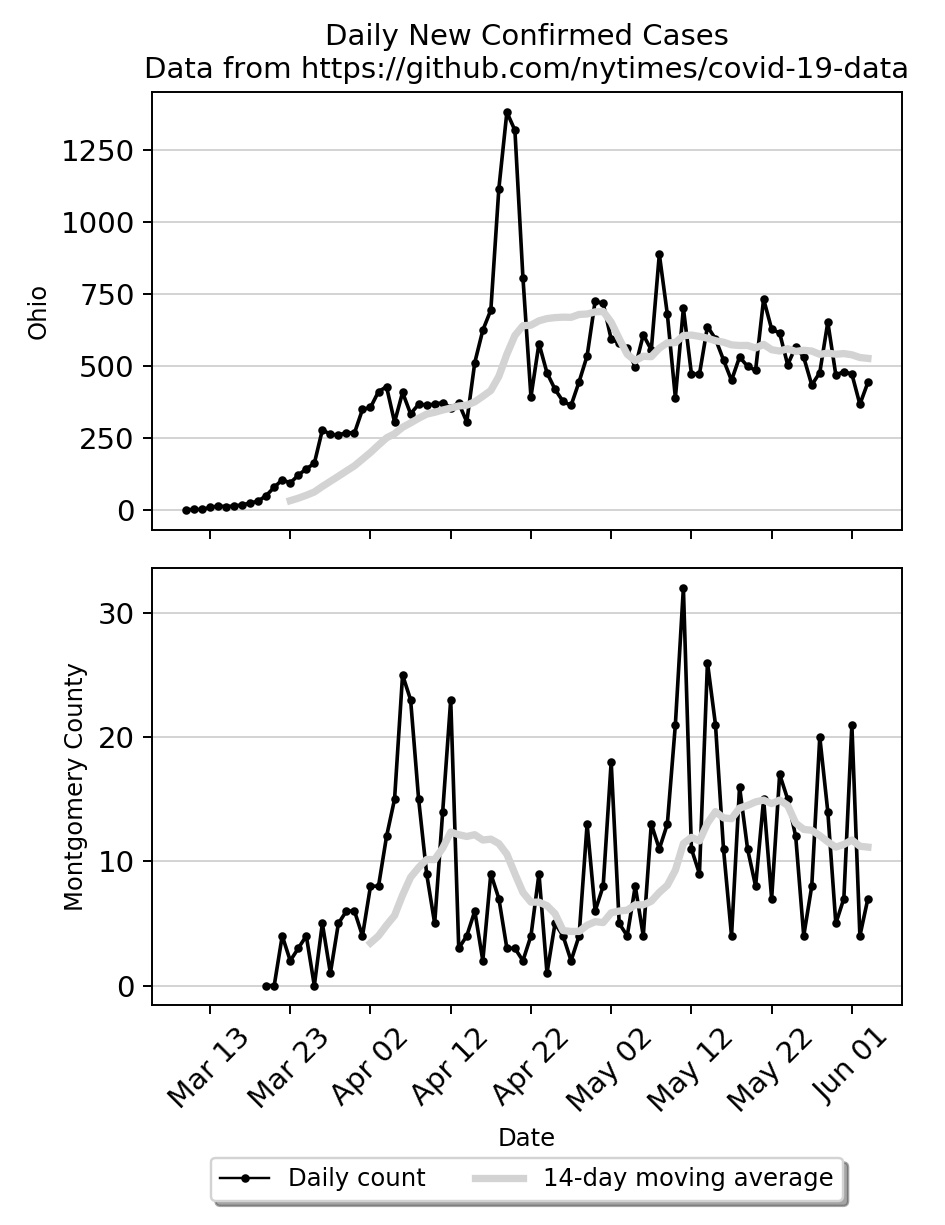 Daily New Confirmed Cases
Data from https://github.com/nytimes/covid-19-data
1250
1000
750
500
250
0
Ohio
30
20
10
0
Montgomery County
Mar 13
Mar 23
Apr 02
Apr 12
Apr 22
May 02
May 12
May 22
Jun 01
Date
Daily count
14-day moving average